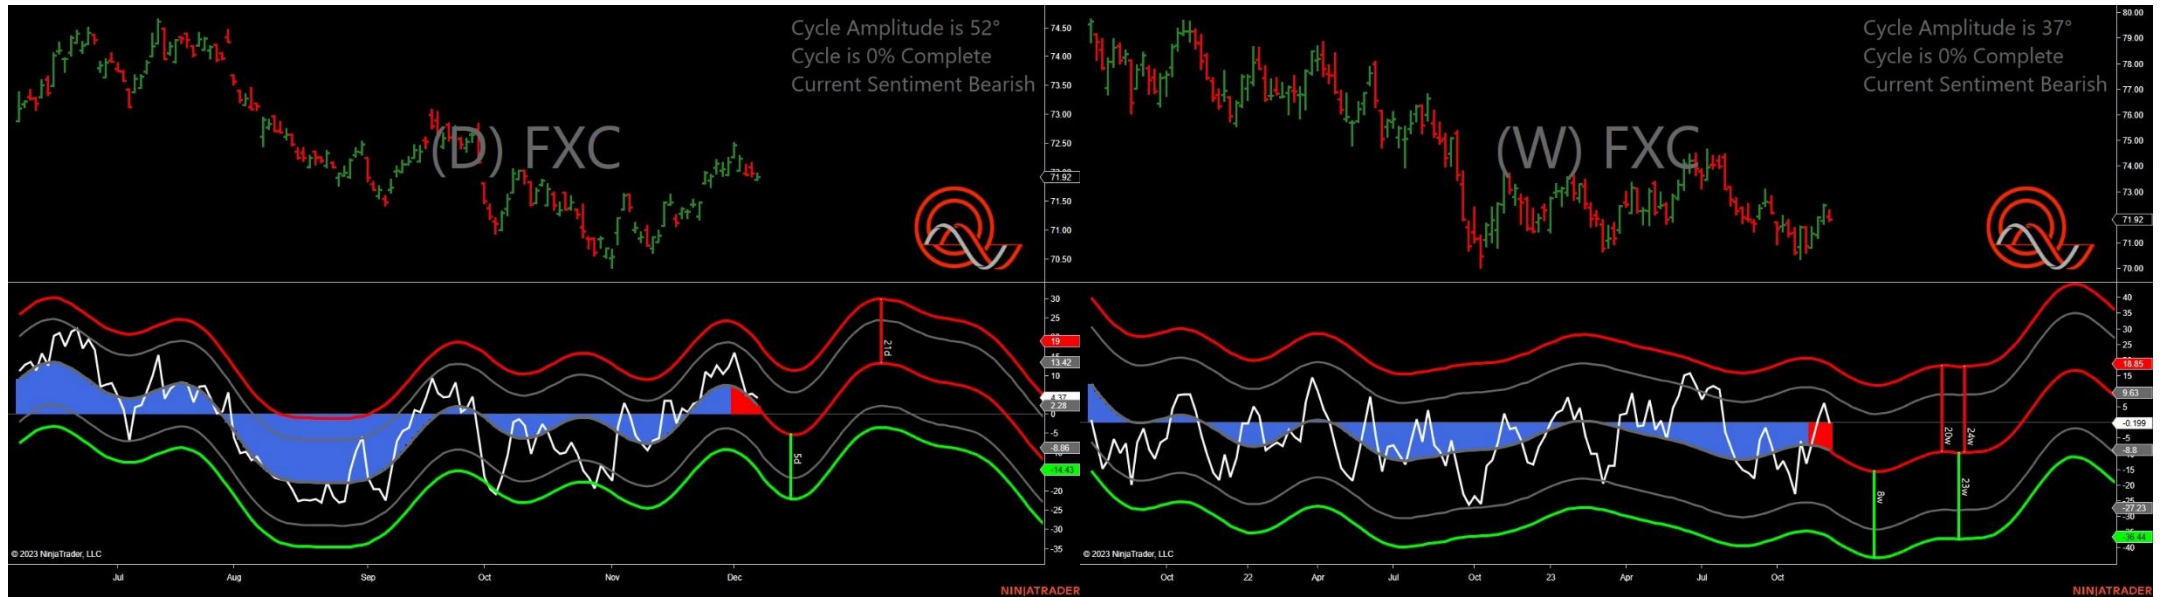 Cycle Amplitude is 52°
Cycle is 0% Complete
Current Sentiment Bearish
(D) FXC
74.50
74.00
73.50
73.00
72.50
71.92
71.50
71.00
70.50
30
25
19
13.42
10
4.37
2.28
0
-5
-8.86
-14.43
-20
-25
-30
-35
21d
5d
© 2023 NinjaTrader, LLC
Jul
Aug
Sep
Oct
Nov
Dec
NINJATRADER
Cycle Amplitude is 37°
Cycle is 0% Complete
Current Sentiment Bearish
(W) FXC
80.00
79.00
78.00
77.00
76.00
75.00
74.00
73.00
71.92
71.00
70.00
40
35
30
25
18.85
15
9.63
5
-0.199
-5
-8.8
-15
-20
-27.23
-30
-36.44
-40
20w
24w
8w
23w
© 2023 NinjaTrader, LLC
Oct
22
Apr
Jul
Oct
23
Apr
Jul
Oct
NINJATRADER